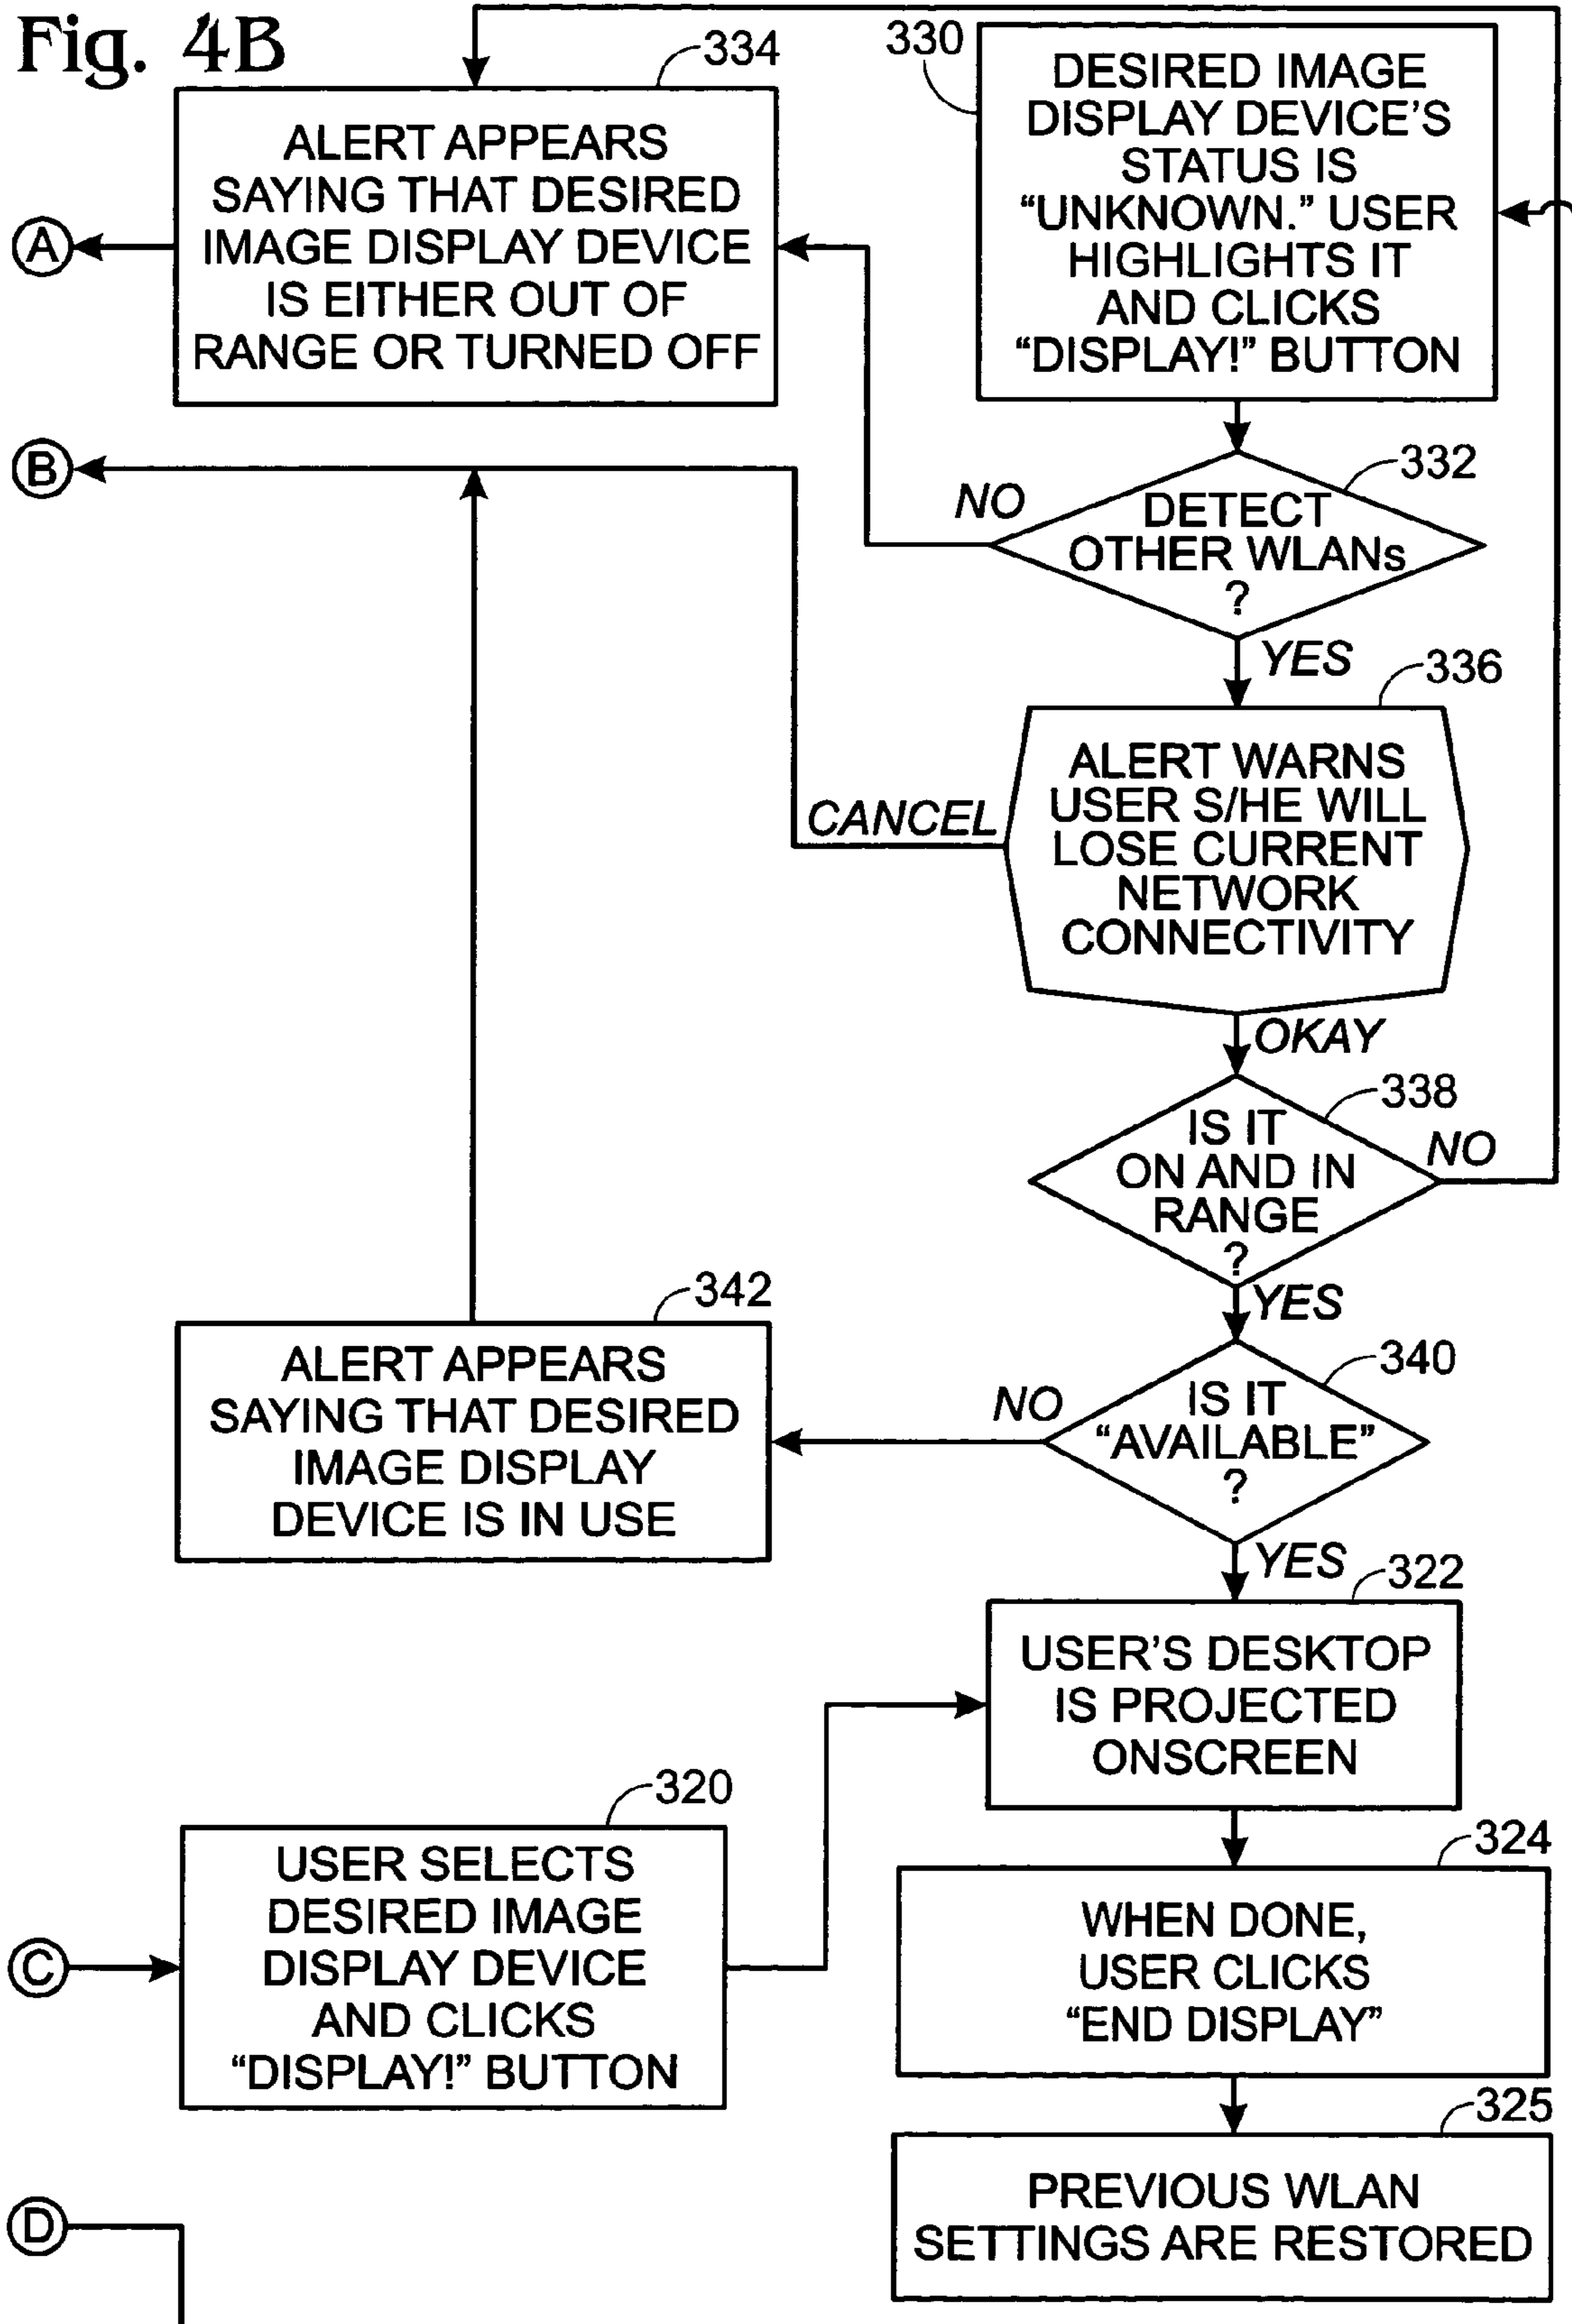 Fig. 4B
334
ALERT APPEARS
SAYING THAT DESIRED
IMAGE DISPLAY DEVICE
IS EITHER OUT OF
RANGE OR TURNED OFF
A
330
DESIRED IMAGE
DISPLAY DEVICE’S
STATUS IS
“UNKNOWN.” USER
HIGHLIGHTS IT
AND CLICKS
“DISPLAY!” BUTTON
B
332
NO
DETECT
OTHER WLANs
?
YES
336
ALERT WARNS
USER S/HE WILL
LOSE CURRENT
NETWORK
CONNECTIVITY
CANCEL
OKAY
338
IS IT
ON AND IN
RANGE
?
NO
YES
342
ALERT APPEARS
SAYING THAT DESIRED
IMAGE DISPLAY
DEVICE IS IN USE
340
NO
IS IT
“AVAILABLE”
?
YES
322
USER’S DESKTOP
IS PROJECTED
ONSCREEN
320
C
USER SELECTS
DESIRED IMAGE
DISPLAY DEVICE
AND CLICKS
“DISPLAY!” BUTTON
324
WHEN DONE,
USER CLICKS
“END DISPLAY”
325
PREVIOUS WLAN
SETTINGS ARE RESTORED
D